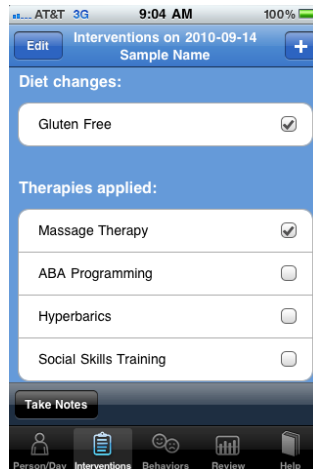 AT&T 3G 9:04 AM 100%
Edit
Interventions on 2010-09-14
Sample Name
+
Diet changes:
Gluten Free
Therapies applied:
Massage Therapy
ABA Programming
Hyperbarics
Social Skills Training
Take Notes
Person/Day Interventions Behaviors Review Help